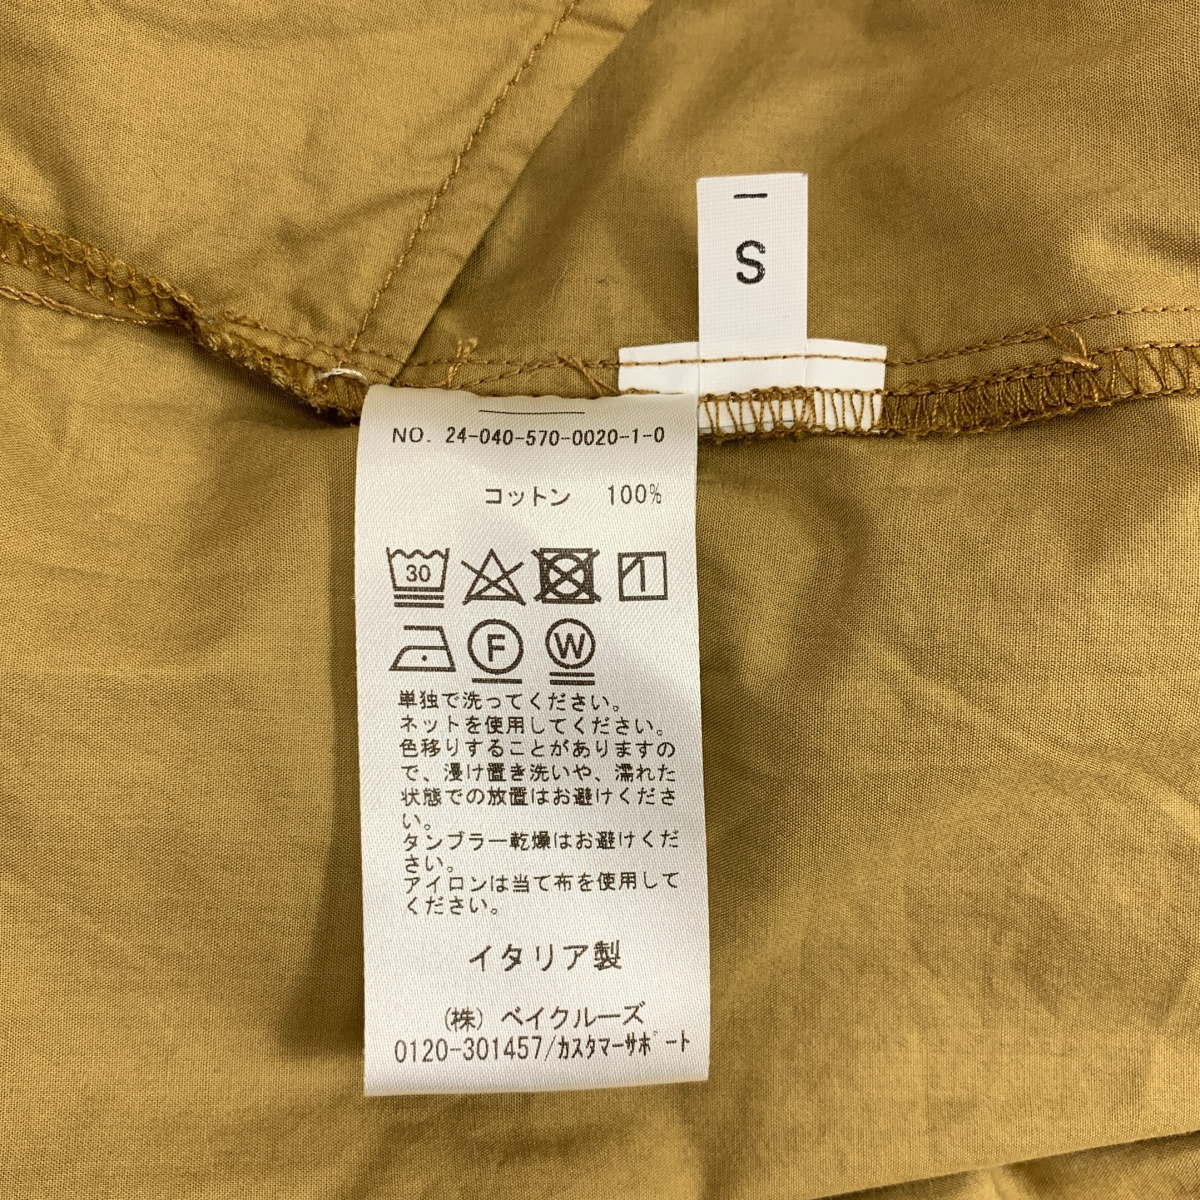 S
NO. 24-040-570-0020-1-0
コットン 100%
30
F W
単独で洗ってください。
ネットを使用してください。
色移りすることがありますの
で、浸け置き洗いや、濡れた
状態での放置はお避けくださ
い。
タンブラー乾燥はお避けくだ
さい。
アイロンは当て布を使用して
ください。
イタリア製
(株) ベイクルーズ
0120-301457/ｶｽﾀﾏｰｻﾎﾟｰﾄ